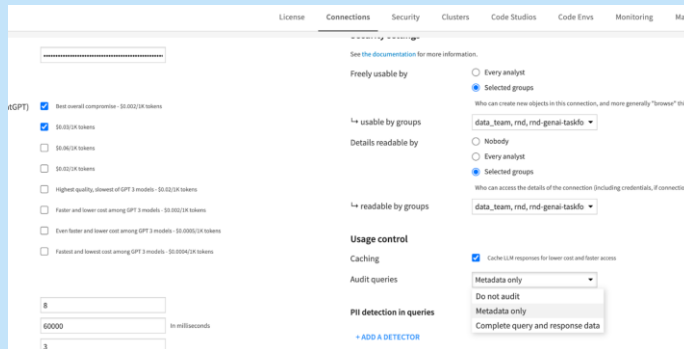 License Connections Security Clusters Code Studios Code Envs Monitoring
See the documentation for more information.
Freely usable by
Every analyst
Selected groups
Who can create new objects in this connection, and more generally "browse"
↳ usable by groups
data_team, rnd, rnd-genai-taskfo
Details readable by
Nobody
Every analyst
Selected groups
Who can access the details of the connection (including credentials, if
↳ readable by groups
data_team, rnd, rnd-genai-taskfo
Usage control
Caching
Cache LLM responses for lower cost and faster access
Audit queries
Metadata only
Do not audit
Metadata only
Complete query and response data
PII detection in queries
+ ADD A DETECTOR
Best overall compromise - $0.002/1K tokens
$0.03/1K tokens
$0.06/1K tokens
$0.02/1K tokens
Highest quality, slowest of GPT 3 models - $0.02/1K tokens
Faster and lower cost among GPT 3 models - $0.002/1K tokens
Even faster and lower cost among GPT 3 models - $0.0005/1K tokens
Fastest and lowest cost among GPT 3 models - $0.0004/1K tokens
8
60000 In milliseconds
3